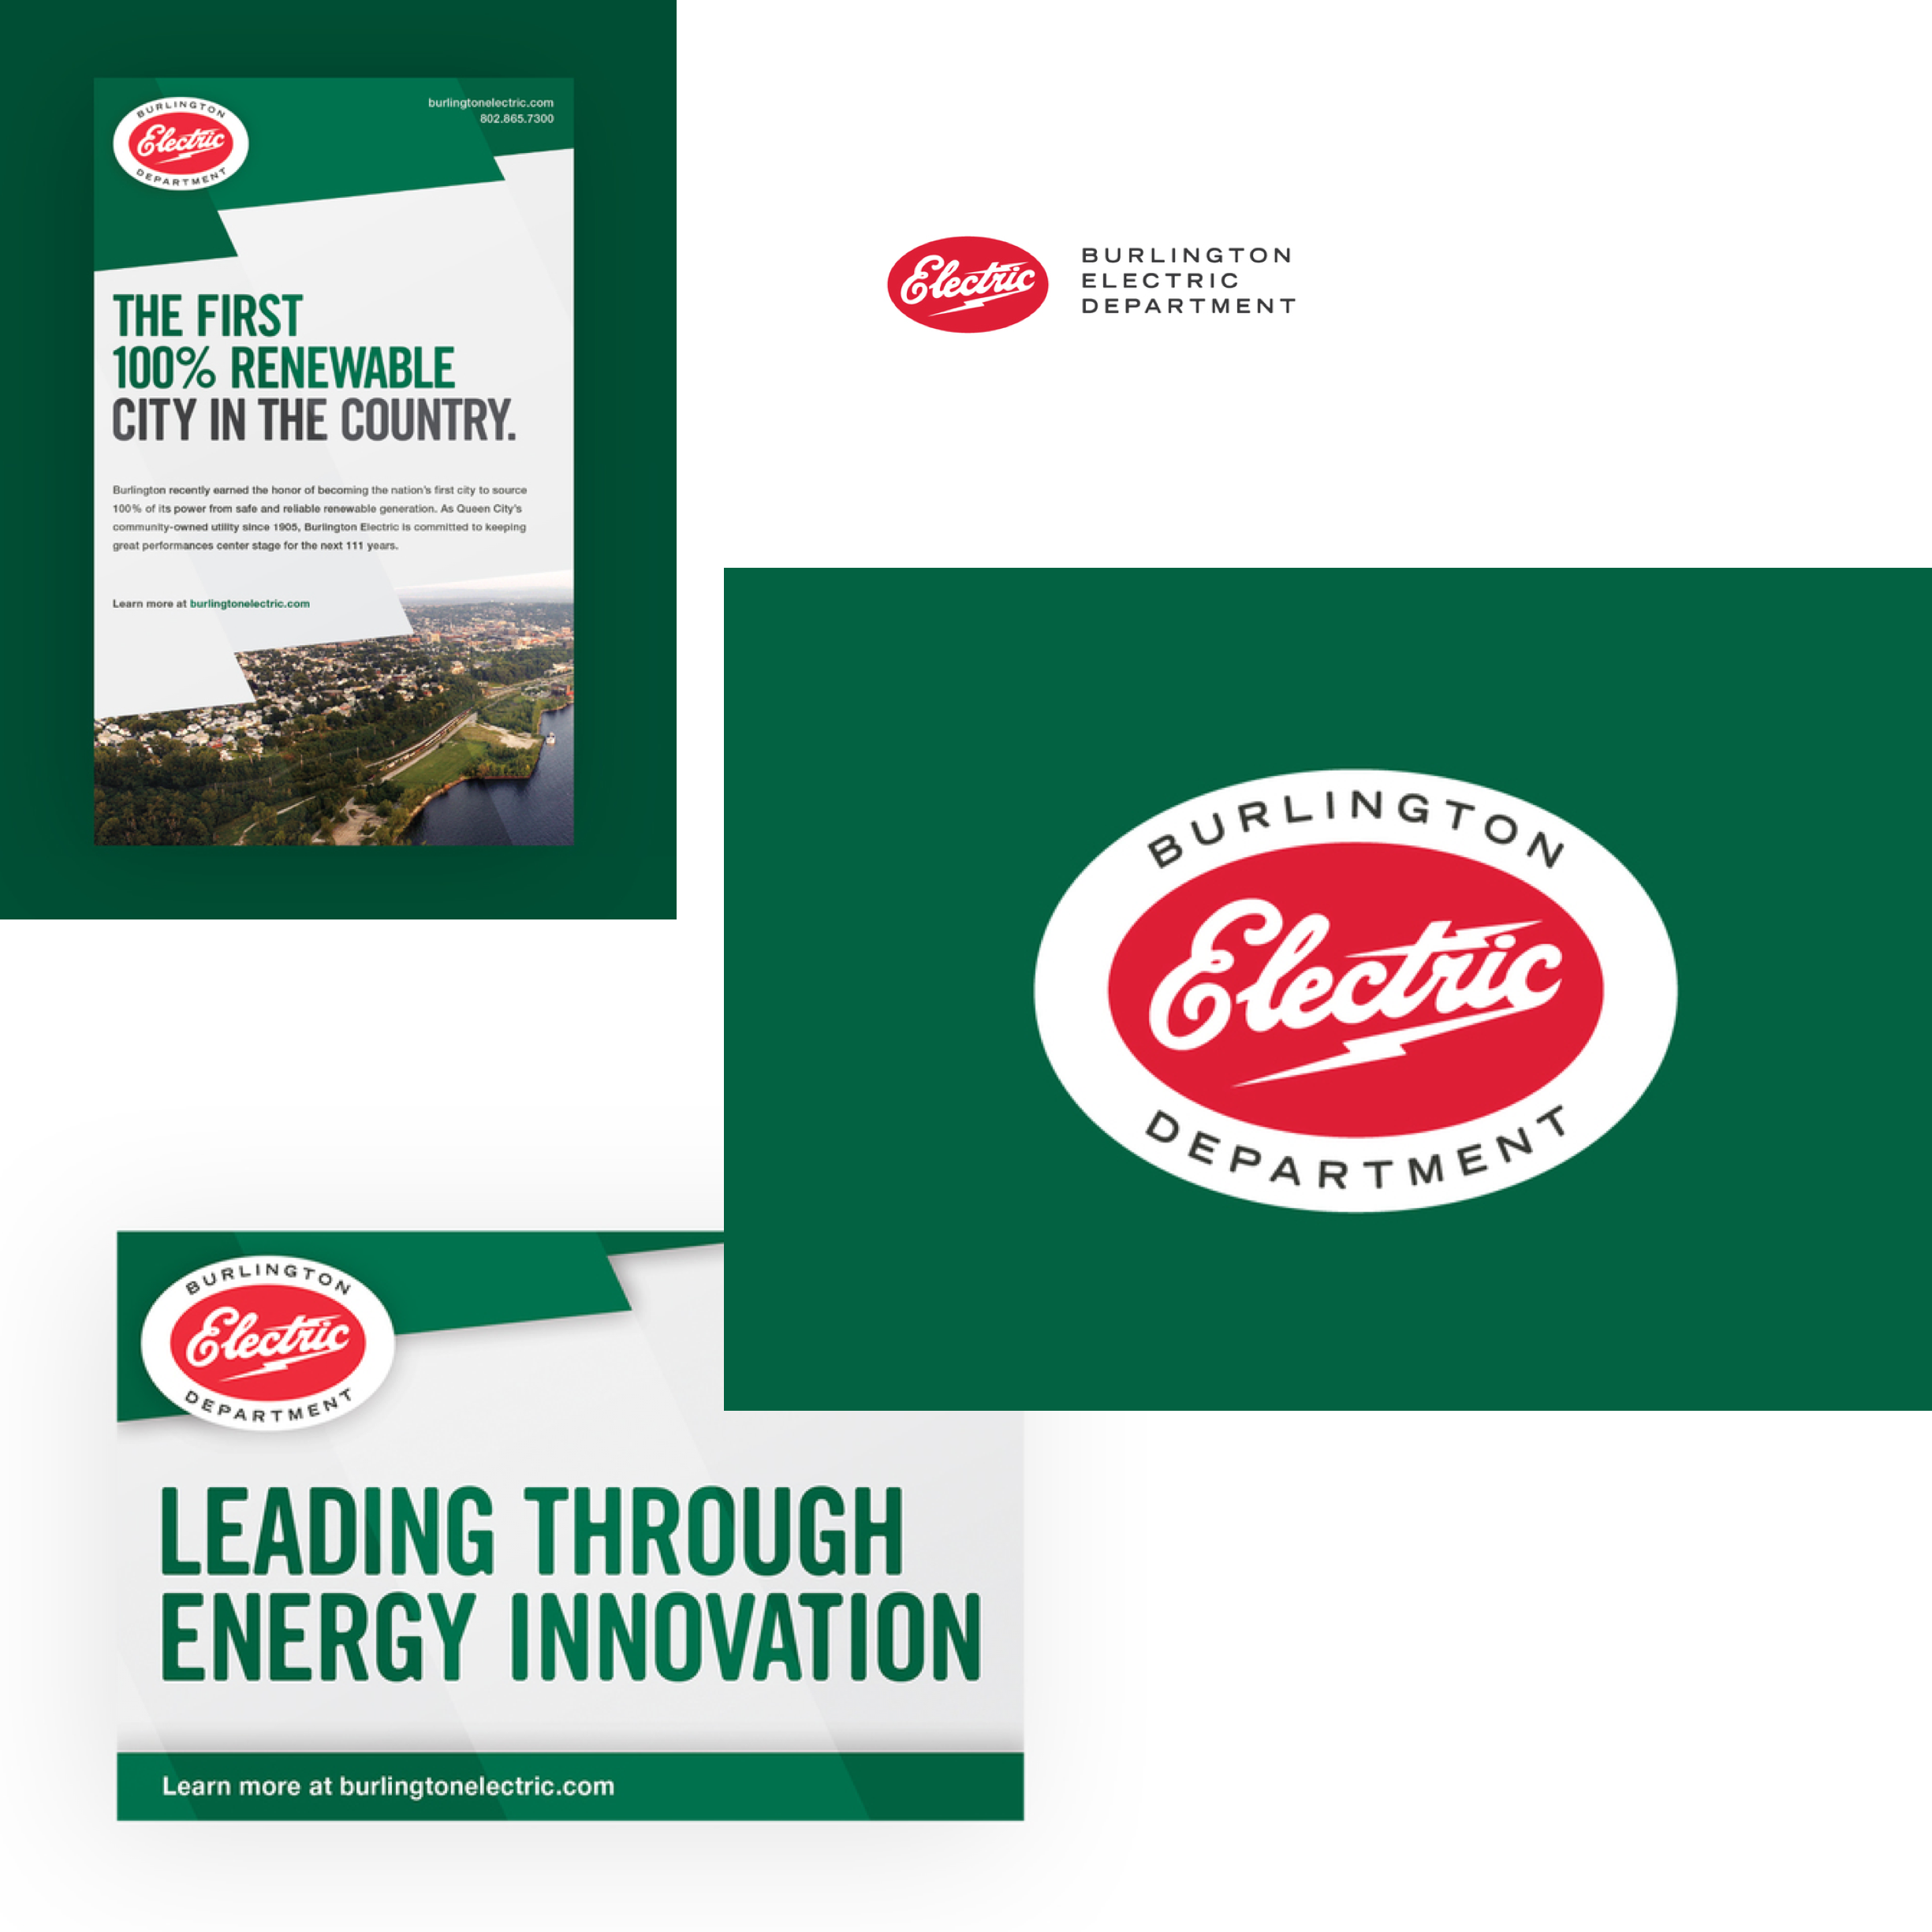 BURLINGTON
Electric
DEPARTMENT
burlingtonelectric.com
802.865.7300
THE FIRST
100% RENEWABLE
CITY IN THE COUNTRY.
Burlington recently earned the honor of becoming the nation's first city to source
100% of its power from safe and reliable renewable generation. As Queen City's
community-owned utility since 1905, Burlington Electric is committed to keeping
great performances center stage for the next 111 years.
Learn more at burlingtonelectric.com
Electric
BURLINGTON
ELECTRIC
DEPARTMENT
BURLINGTON
Electric
DEPARTMENT
BURLINGTON
Electric
DEPARTMENT
LEADING THROUGH
ENERGY INNOVATION
Learn more at burlingtonelectric.com